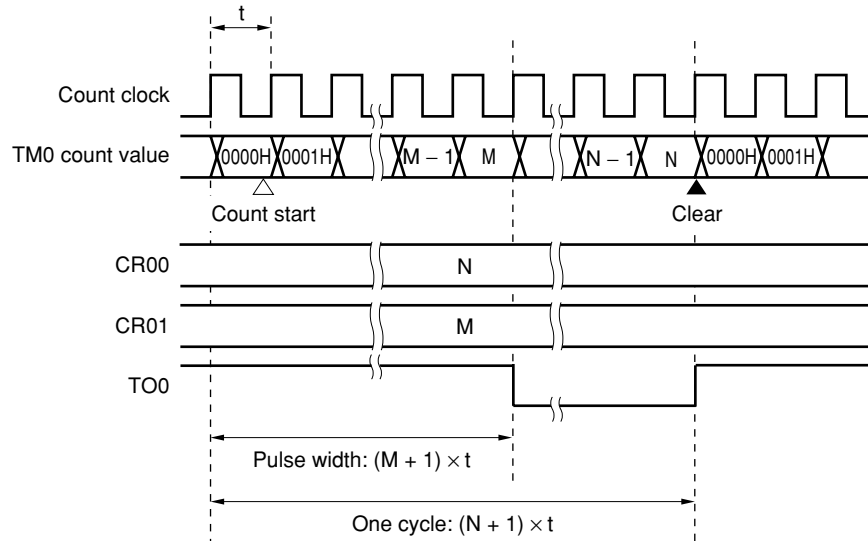 t
Count clock
TM0 count value
0000H 0001H M – 1 M N – 1 N 0000H 0001H
Count start
Clear
CR00
N
CR01
M
TO0
Pulse width: (M + 1) × t
One cycle: (N + 1) × t